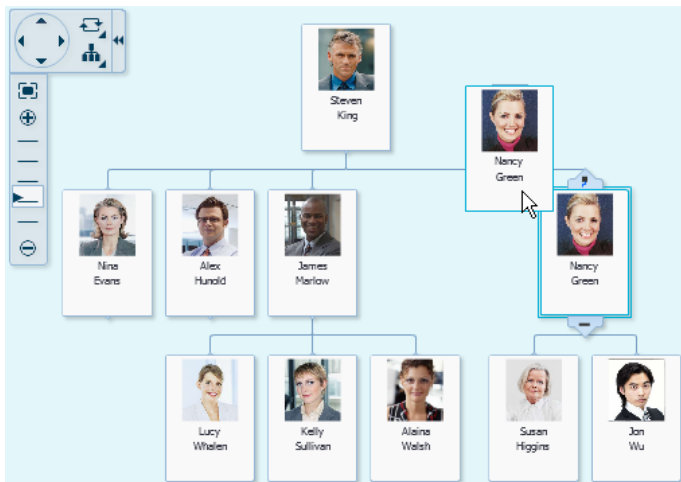 Steven
King
Nancy
Green
Nina
Evans
Alex
Hunold
James
Marlow
Nancy
Green
Lucy
Whalen
Kelly
Sullivan
Alaina
Walsh
Susan
Higgins
Jon
Wu